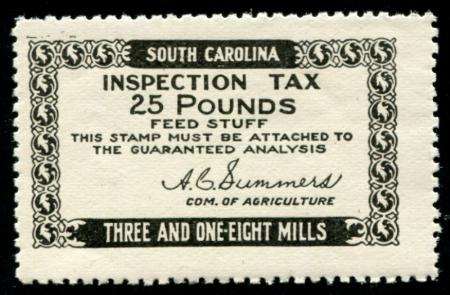 SOUTH CAROLINA
INSPECTION TAX
25 POUNDS
FEED STUFF
THIS STAMP MUST BE ATTACHED TO
THE GUARANTEED ANALYSIS
A.C. Summers
COM. OF AGRICULTURE
THREE AND ONE-EIGHT MILLS